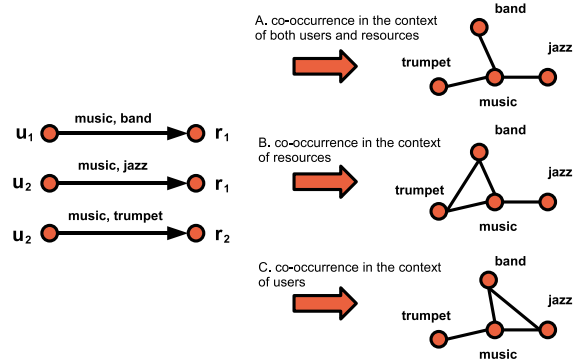 A. co-occurrence in the context
of both users and resources
band
jazz
trumpet
music
music, band
u1
r1
music, jazz
u2
r1
music, trumpet
u2
r2
B. co-occurrence in the context
of resources
band
jazz
trumpet
music
C. co-occurrence in the context
of users
band
jazz
trumpet
music